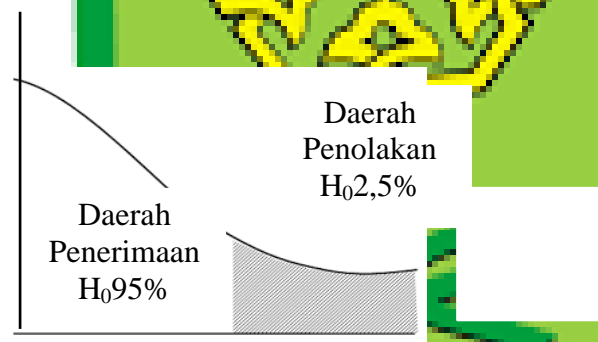 Daerah
Penolakan
H₀2,5%
Daerah
Penerimaan
H₀95%